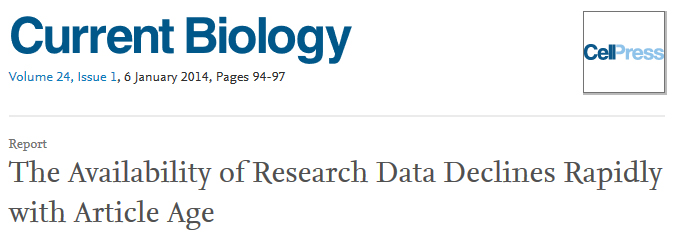 Current Biology
CellPress
Volume 24, Issue 1, 6 January 2014, Pages 94-97
Report
The Availability of Research Data Declines Rapidly
with Article Age